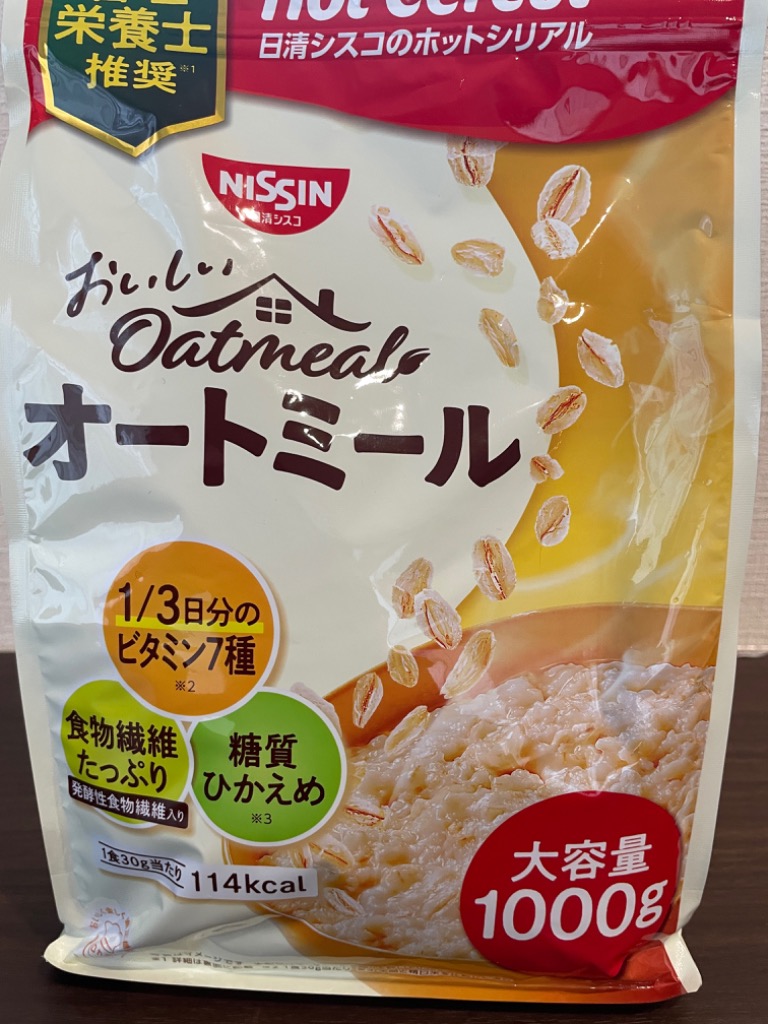 栄養士
推奨※1
hot cereal
日清シスコのホットシリアル
NISSIN
日清シスコ
おいしい
Oatmeal
オートミール
1/3日分の
ビタミン7種
※2
食物繊維
たっぷり
発酵性食物繊維入り
糖質
ひかえめ
※3
1食30g当たり
114kcal
大容量
1000g